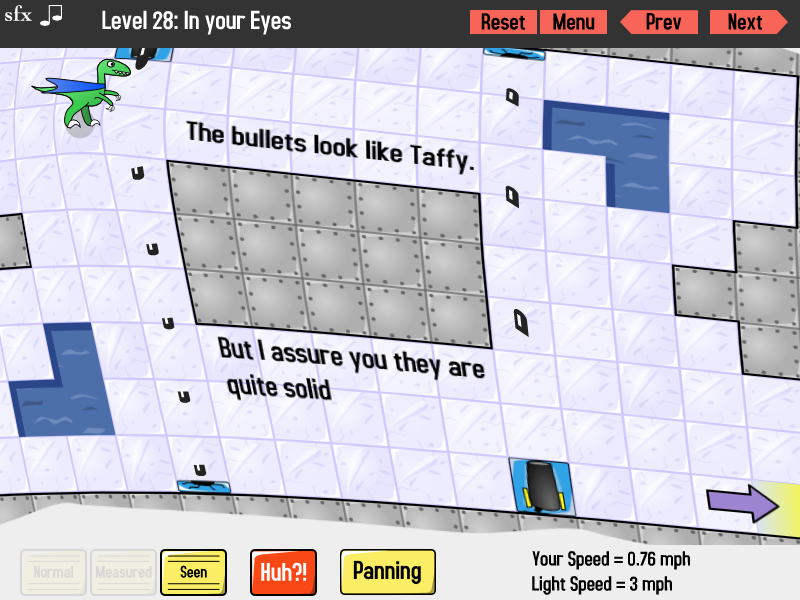 sfx
Level 28: In your Eyes
Reset
Menu
Prev
Next
The bullets look like Taffy.
But I assure you they are
quite solid
Normal
Measured
Seen
Huh?!
Panning
Your Speed = 0.76 mph
Light Speed = 3 mph